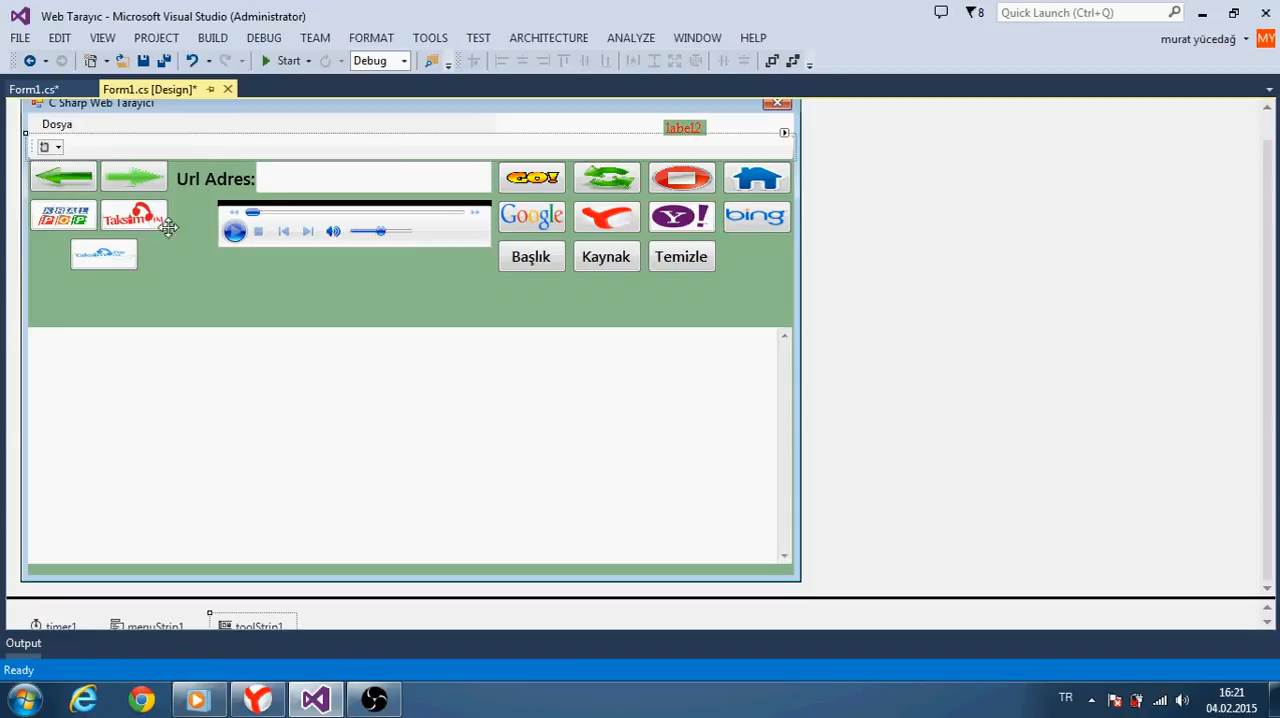 Web Tarayıc - Microsoft Visual Studio (Administrator)
8
Quick Launch (Ctrl+Q)
FILE EDIT VIEW PROJECT BUILD DEBUG TEAM FORMAT TOOLS TEST ARCHITECTURE ANALYZE WINDOW HELP
murat yücedağ MY
Start Debug
Form1.cs* Form1.cs [Design]*
C Sharp Web Tarayıcı
Dosya
label2
Url Adres:
GO!
KRAL POP
Taksim FM
Google
Y!
bing
Başlık Kaynak Temizle
timer1 menuStrip1 toolStrip1
Output
Ready
TR
16:21
04.02.2015